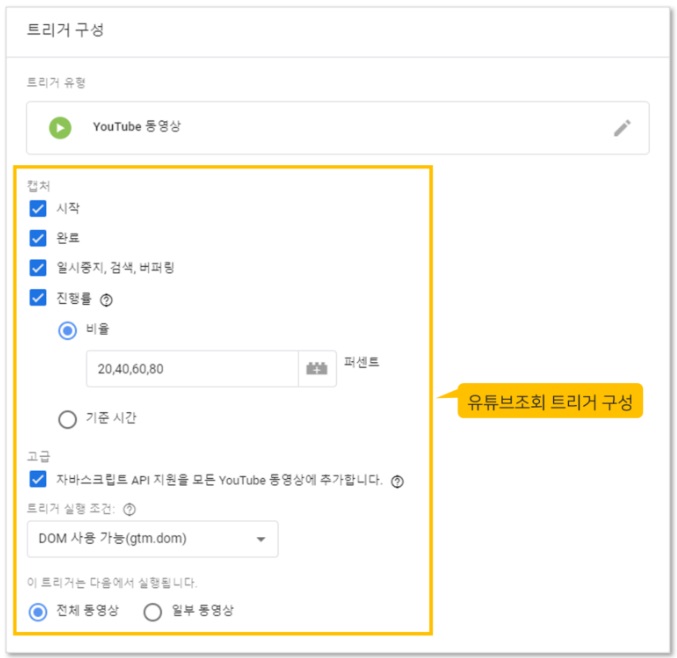 트리거 구성
트리거 유형
YouTube 동영상
캡처
시작
완료
일시중지, 검색, 버퍼링
진행률
비율
20,40,60,80
퍼센트
기준 시간
유튜브조회 트리거 구성
고급
자바스크립트 API 지원을 모든 YouTube 동영상에 추가합니다.
트리거 실행 조건:
DOM 사용 가능(gtm.dom)
이 트리거는 다음에서 실행됩니다.
전체 동영상 일부 동영상